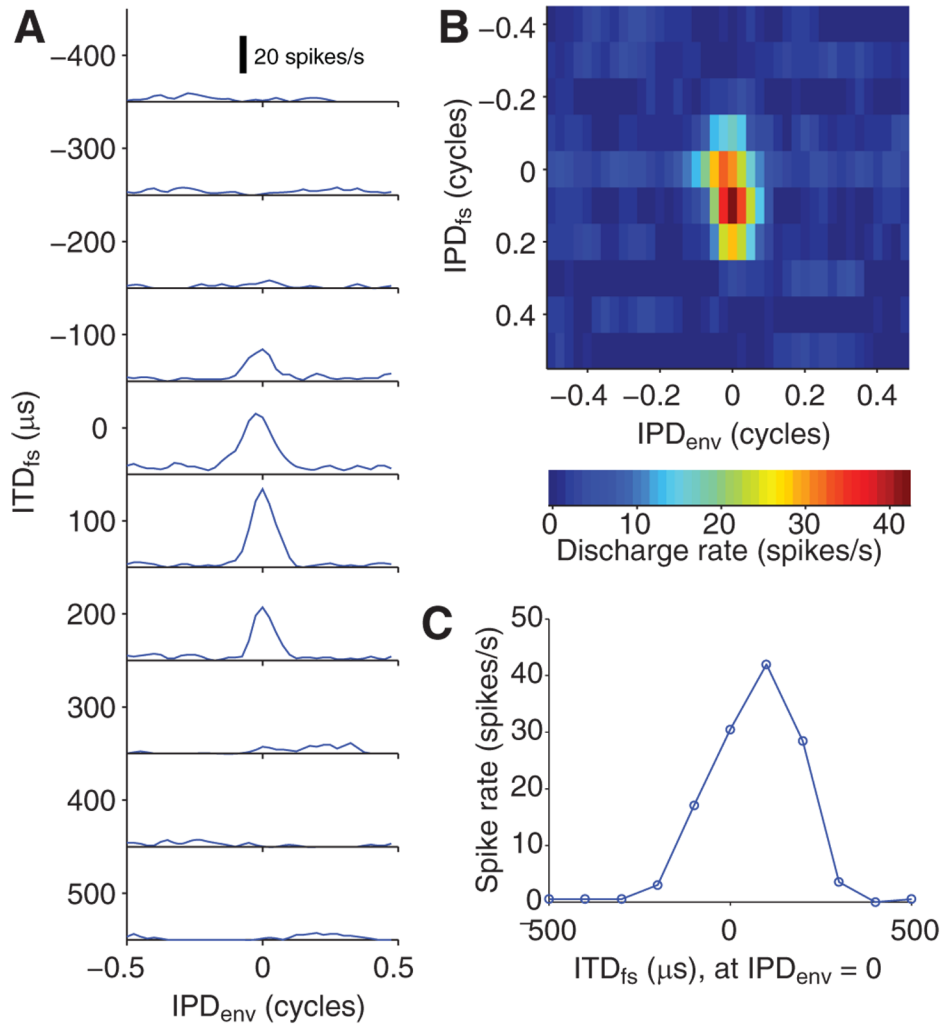 A
20 spikes/s
−400
−300
−200
−100
0
100
200
300
400
500
ITDfs (μs)
−0.5 0 0.5
IPDenv (cycles)
B
−0.4
−0.2
0
0.2
0.4
IPDfs (cycles)
−0.4 −0.2 0 0.2 0.4
IPDenv (cycles)
0 10 20 30 40
Discharge rate (spikes/s)
C
50
40
30
20
10
0
Spike rate (spikes/s)
−500 0 500
ITDfs (μs), at IPDenv = 0